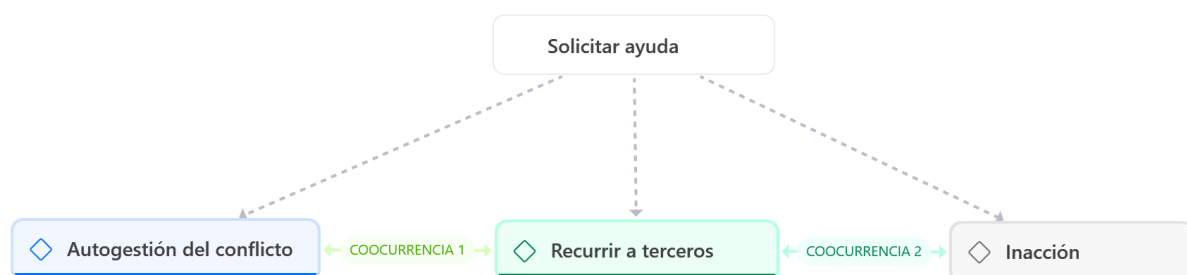 Solicitar ayuda
Autogestión del conflicto
COOCURRENCIA 1
Recurrir a terceros
COOCURRENCIA 2
Inacción